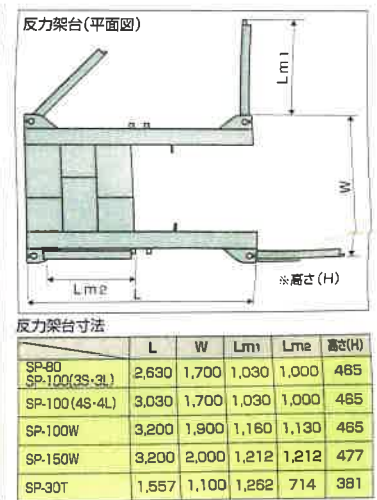 反力架台(平面図)
Lm1
W
※高さ(H)
Lm2
L
反力架台寸法
L W Lm1 Lm2 高さ(H)
SP-80
SP-100(3S・3L) 2,630 1,700 1,030 1,000 465
SP-100(4S・4L) 3,030 1,700 1,030 1,000 465
SP-100W 3,200 1,900 1,160 1,130 465
SP-150W 3,200 2,000 1,212 1,212 477
SP-30T 1,557 1,100 1,262 714 381